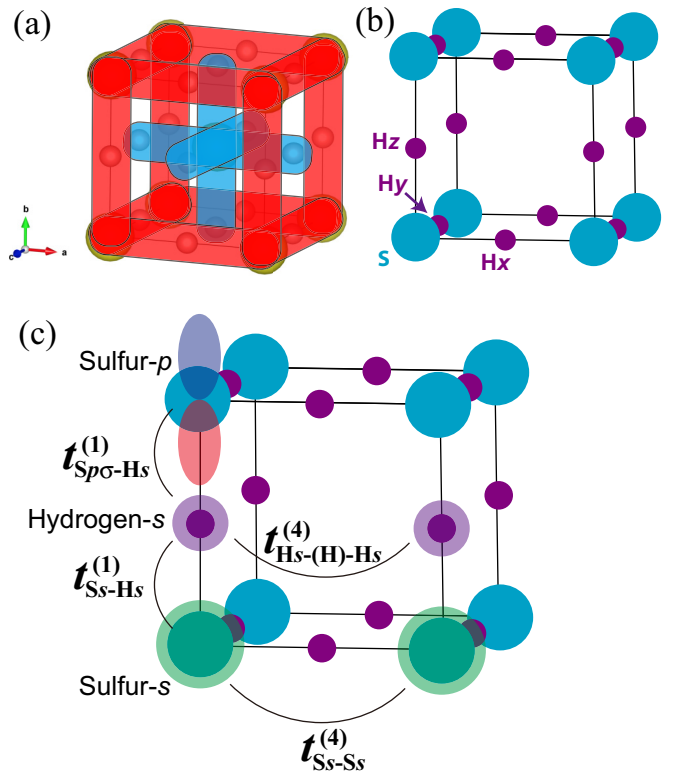 (a)
b
a
c
(b)
Hz
Hy
S
Hx
(c)
Sulfur-p
t(1)Spσ-Hs
Hydrogen-s
t(4)Hs-(H)-Hs
t(1)Ss-Hs
Sulfur-s
t(4)Ss-Ss